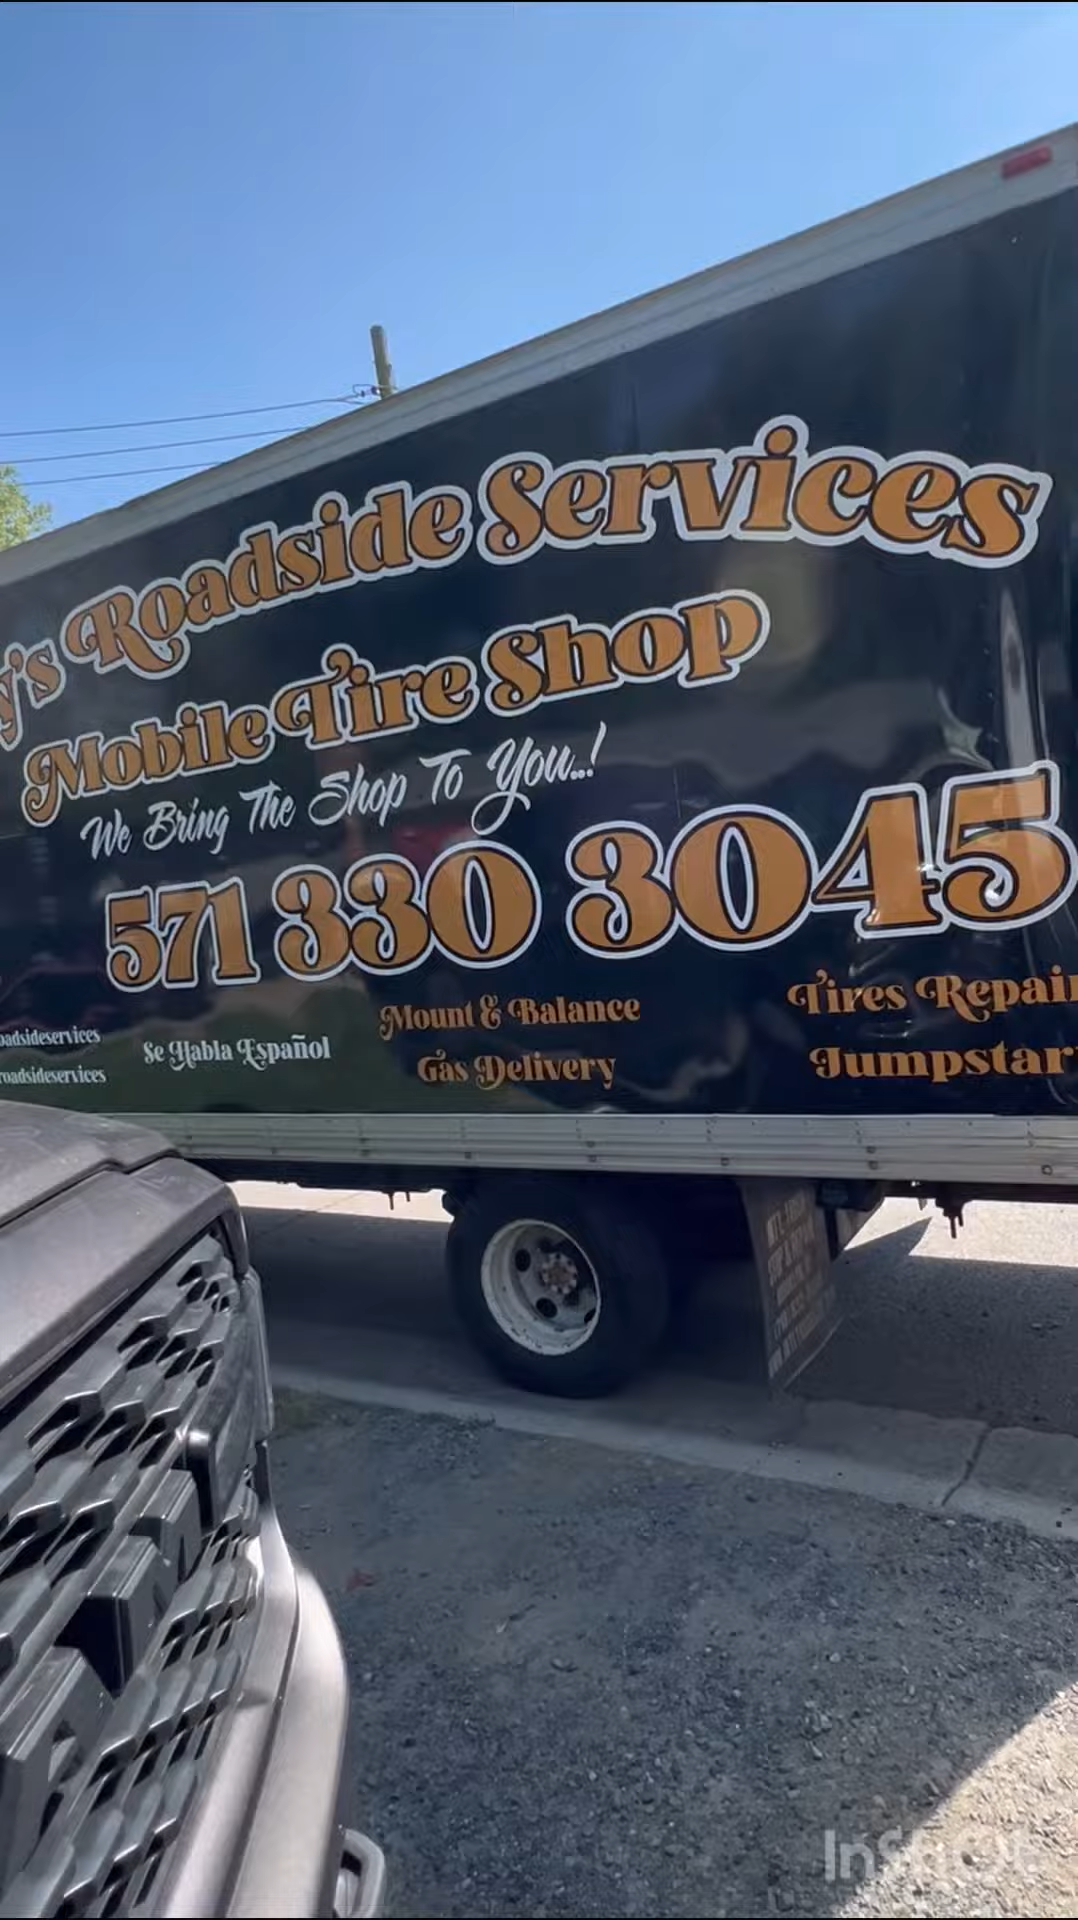 y's Roadside Services
Mobile Tire Shop
We Bring The Shop To You...!
571 330 3045
Mount & Balance
Tires Repair
Gas Delivery
Jumpstar
Se Habla Español
oadsideservices
roadsideservices
InShot